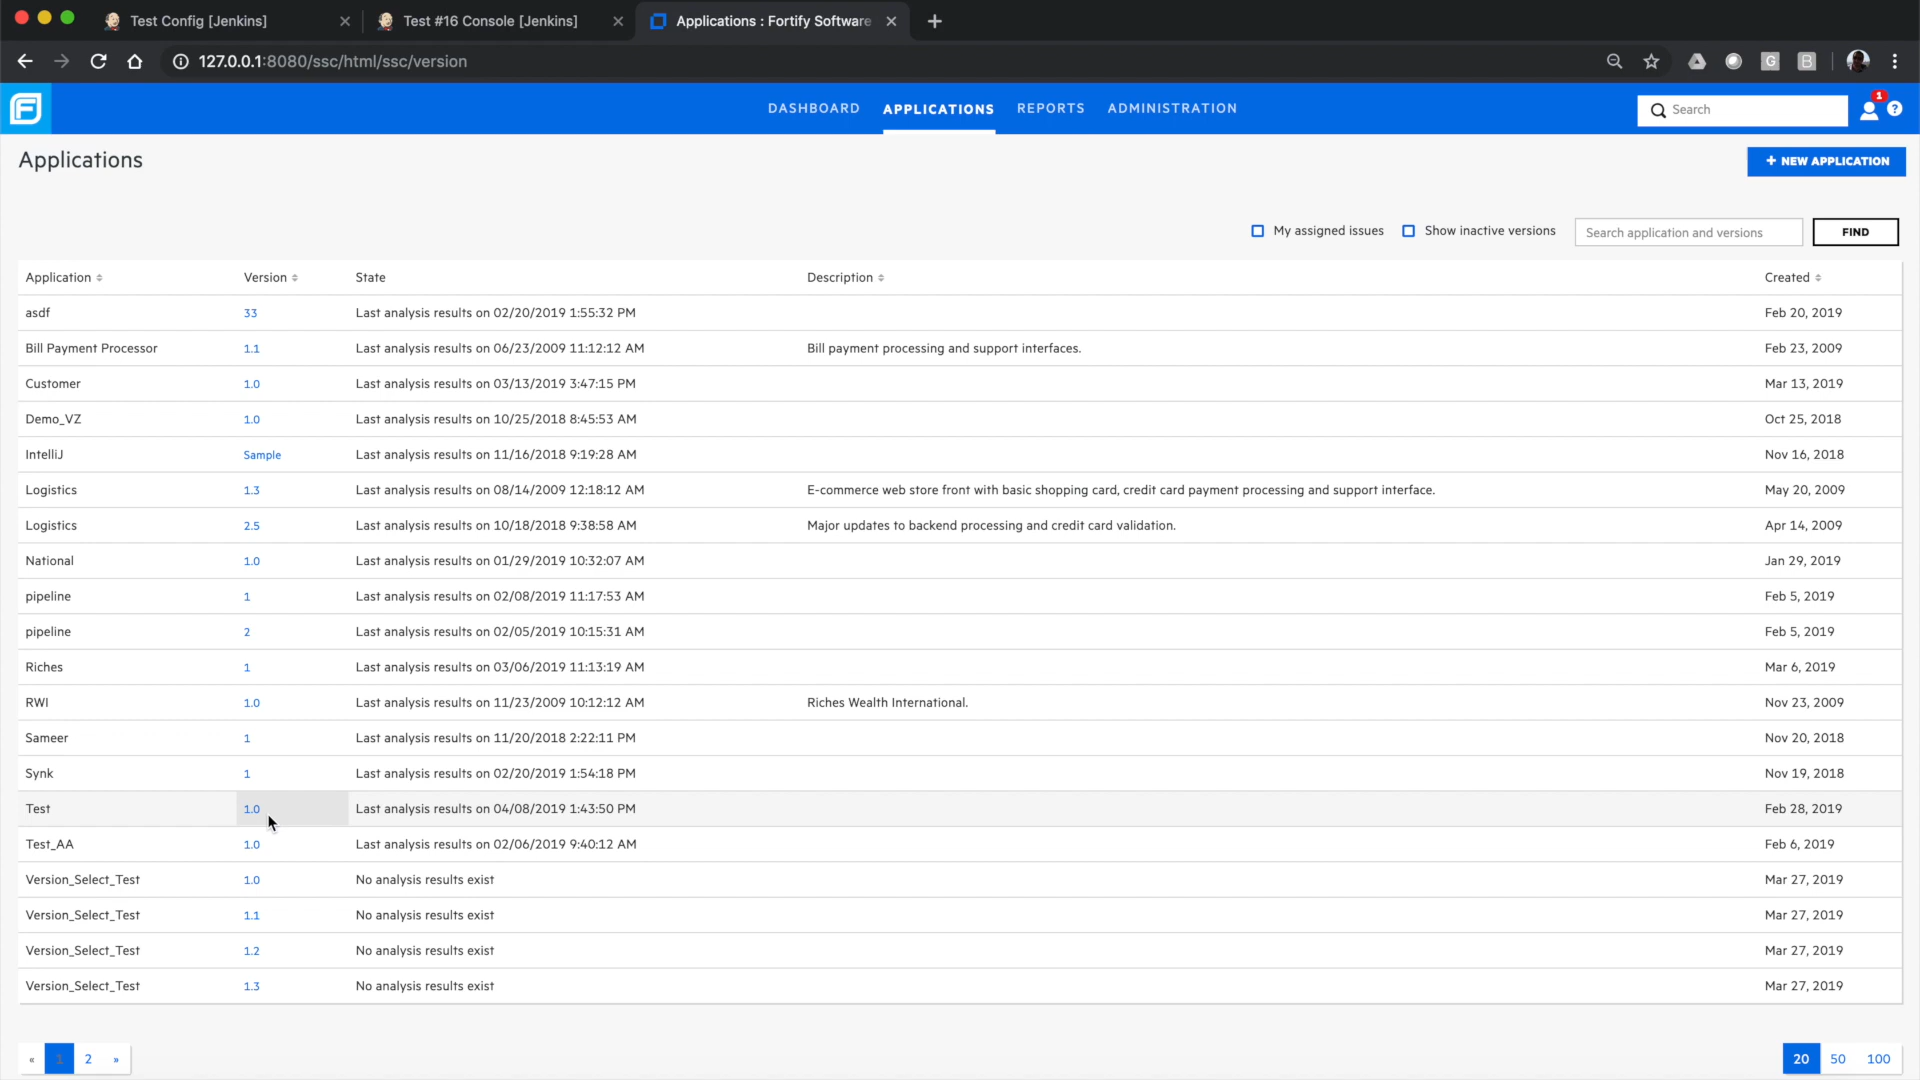 Test Config [Jenkins]
Test #16 Console [Jenkins]
Applications : Fortify Software
127.0.0.1:8080/ssc/html/ssc/version
G
B
F
DASHBOARD APPLICATIONS REPORTS ADMINISTRATION
Search
1
?
Applications
+ NEW APPLICATION
My assigned issues Show inactive versions Search application and versions FIND
Application Version State Description Created
asdf 33 Last analysis results on 02/20/2019 1:55:32 PM Feb 20, 2019
Bill Payment Processor 1.1 Last analysis results on 06/23/2009 11:12:12 AM Bill payment processing and support interfaces. Feb 23, 2009
Customer 1.0 Last analysis results on 03/13/2019 3:47:15 PM Mar 13, 2019
Demo_VZ 1.0 Last analysis results on 10/25/2018 8:45:53 AM Oct 25, 2018
IntelliJ Sample Last analysis results on 11/16/2018 9:19:28 AM Nov 16, 2018
Logistics 1.3 Last analysis results on 08/14/2009 12:18:12 AM E-commerce web store front with basic shopping card, credit card payment processing and support interface. May 20, 2009
Logistics 2.5 Last analysis results on 10/18/2018 9:38:58 AM Major updates to backend processing and credit card validation. Apr 14, 2009
National 1.0 Last analysis results on 01/29/2019 10:32:07 AM Jan 29, 2019
pipeline 1 Last analysis results on 02/08/2019 11:17:53 AM Feb 5, 2019
pipeline 2 Last analysis results on 02/05/2019 10:15:31 AM Feb 5, 2019
Riches 1 Last analysis results on 03/06/2019 11:13:19 AM Mar 6, 2019
RWI 1.0 Last analysis results on 11/23/2009 10:12:12 AM Riches Wealth International. Nov 23, 2009
Sameer 1 Last analysis results on 11/20/2018 2:22:11 PM Nov 20, 2018
Synk 1 Last analysis results on 02/20/2019 1:54:18 PM Nov 19, 2018
Test 1.0 Last analysis results on 04/08/2019 1:43:50 PM Feb 28, 2019
Test_AA 1.0 Last analysis results on 02/06/2019 9:40:12 AM Feb 6, 2019
Version_Select_Test 1.0 No analysis results exist Mar 27, 2019
Version_Select_Test 1.1 No analysis results exist Mar 27, 2019
Version_Select_Test 1.2 No analysis results exist Mar 27, 2019
Version_Select_Test 1.3 No analysis results exist Mar 27, 2019
« 1 2 » 20 50 100